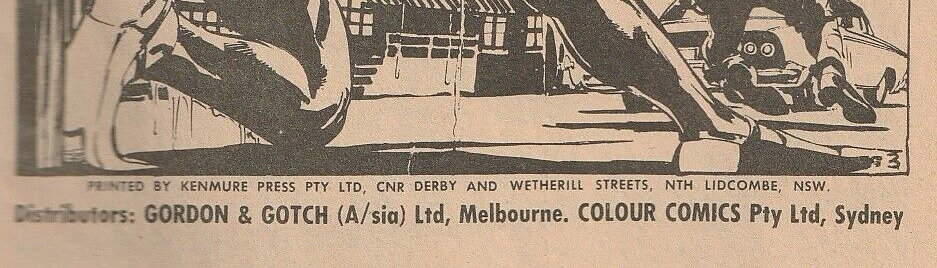 PRINTED BY KENMURE PRESS PTY LTD, CNR DERBY AND WETHERILL STREETS, NTH LIDCOMBE, NSW.
Distributors: GORDON & GOTCH (A/sia) Ltd, Melbourne. COLOUR COMICS Pty Ltd, Sydney